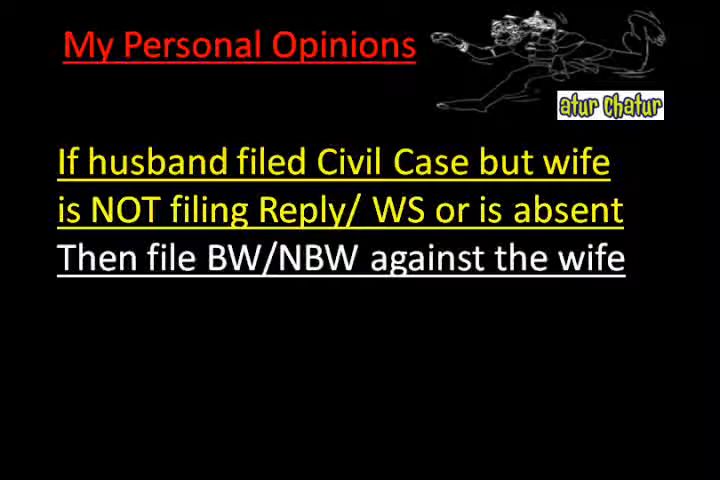 My Personal Opinions
atur chatur
If husband filed Civil Case but wife
is NOT filing Reply/ WS or is absent
Then file BW/NBW against the wife